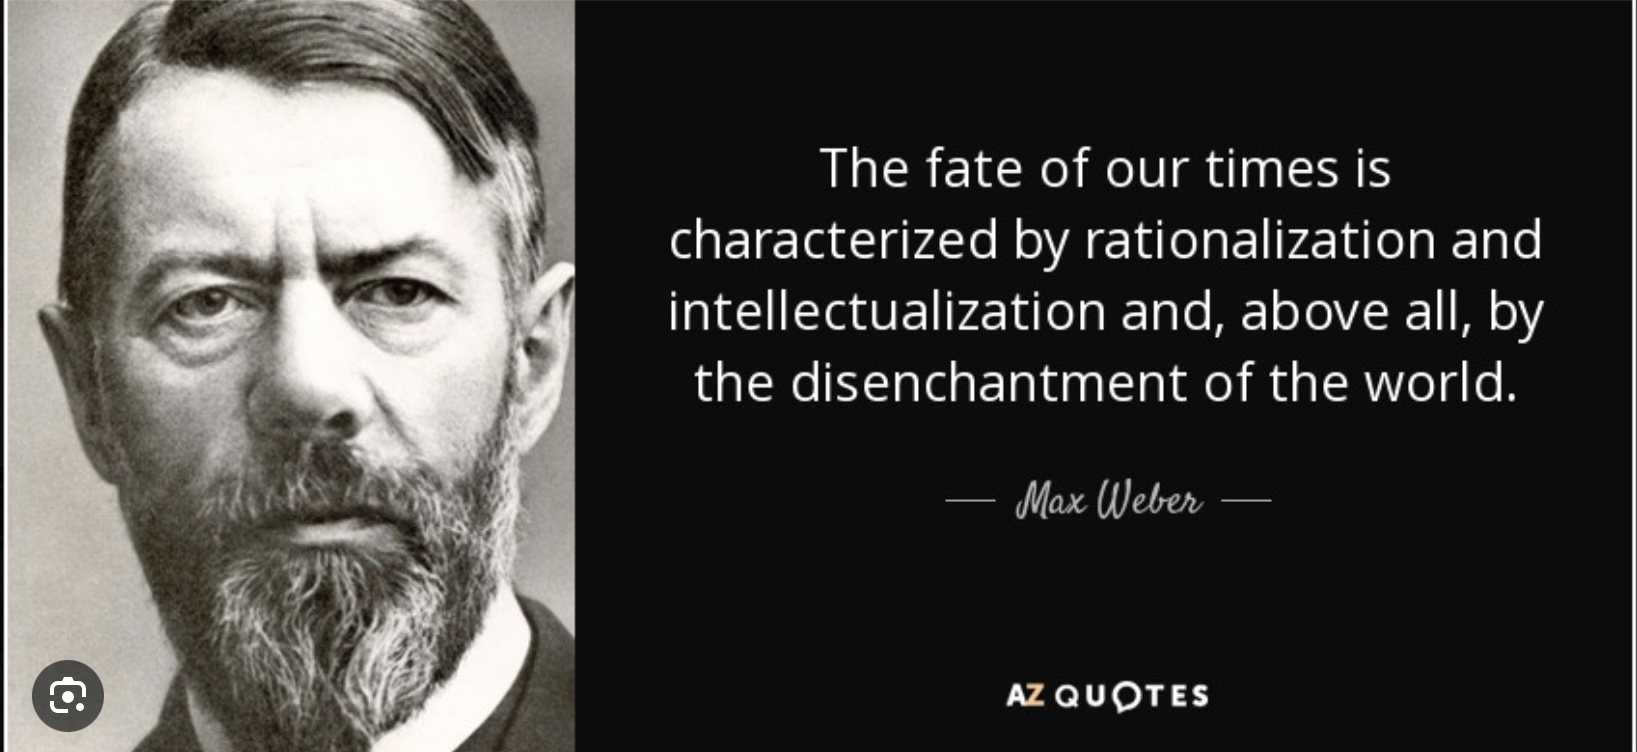 The fate of our times is
characterized by rationalization and
intellectualization and, above all, by
the disenchantment of the world.
Max Weber
AZ QUOTES